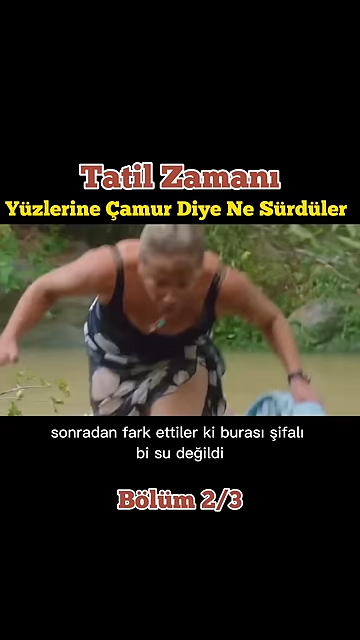 Tatil Zamanı
Yüzlerine Çamur Diye Ne Sürdüler
sonradan fark ettiler ki burası şifalı
bi su değildi
Bölüm 2/3